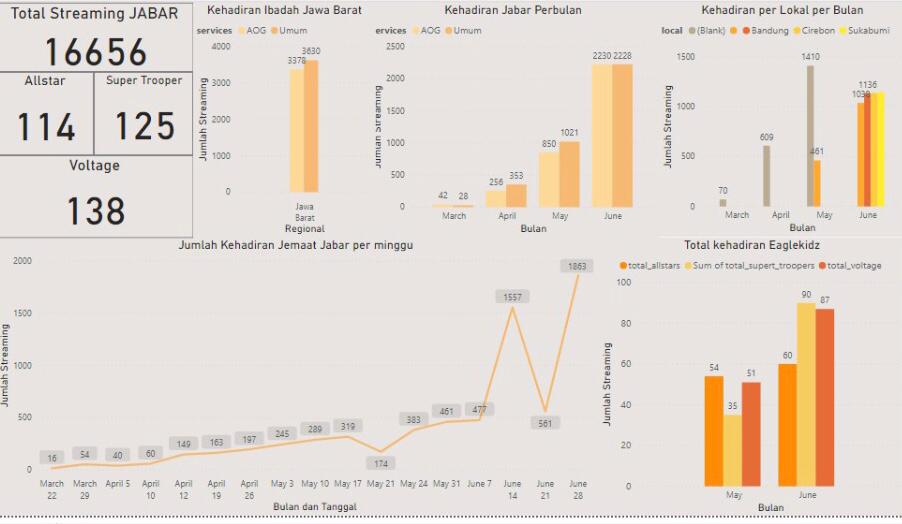 Total Streaming JABAR
16656
Allstar
114
Super Trooper
125
Voltage
138
Kehadiran Ibadah Jawa Barat
ervices AOG Umum
Jumlah Streaming
4000
3000
2000
1000
0
3378
3630
Jawa
Barat
Regional
Kehadiran Jabar Perbulan
ervices AOG Umum
Jumlah Streaming
2500
2000
1500
1000
500
0
42
28
256
353
850
1021
2230
2228
March
April
May
June
Bulan
Kehadiran per Lokal per Bulan
local (Blank) Bandung Cirebon Sukabumi
Jumlah Streaming
1500
1000
500
0
70
609
1410
461
1136
March
April
May
June
Bulan
Jumlah Kehadiran Jemaat Jabar per minggu
Jumlah Streaming
2000
1500
1000
500
0
16
54
40
60
149
163
197
245
289
319
174
383
461
477
1557
561
1863
March
22
March
29
April 5
April
10
April
12
April
19
April
26
May 3
May 10
May 17
May 21
May 24
May 31
June 7
June
14
June
21
June
28
Bulan dan Tanggal
Total kehadiran Eaglekidz
total_allstars Sum of total_supert_troopers total_voltage
Jumlah Streaming
100
80
60
40
20
0
54
35
51
60
90
87
May
June
Bulan